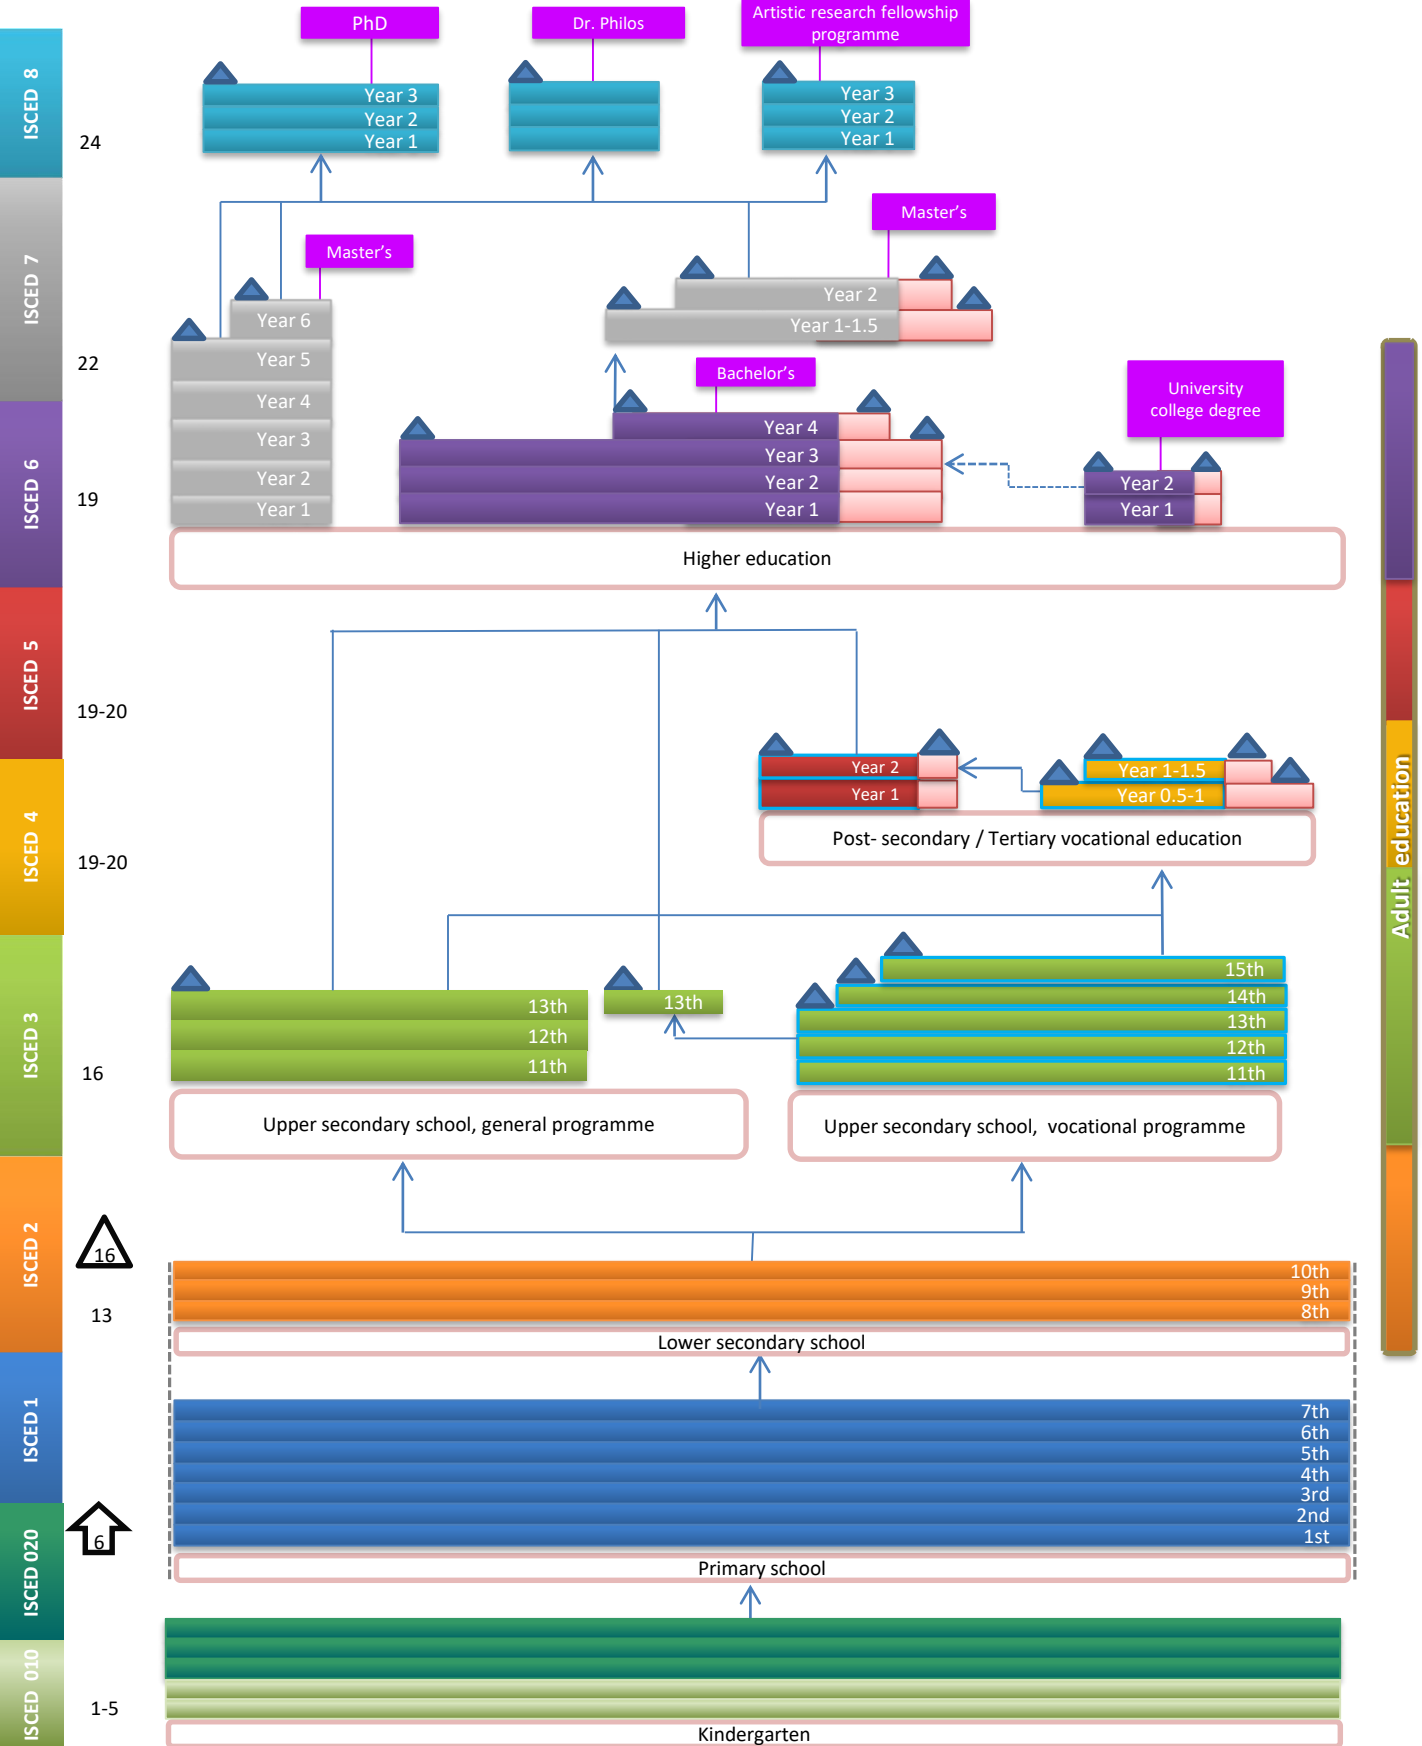 PhD
Dr. Philos
Artistic research fellowship
programme
ISCED 8
24
Year 3
Year 2
Year 1
Year 3
Year 2
Year 1
ISCED 7
22
Master's
Year 6
Year 5
Year 4
Year 3
Year 2
Year 1
Master's
Year 2
Year 1-1.5
ISCED 6
19
Bachelor's
Year 4
Year 3
Year 2
Year 1
University
college degree
Year 2
Year 1
Higher education
ISCED 5
19-20
Year 2
Year 1
Year 1-1.5
Year 0.5-1
Post- secondary / Tertiary vocational education
ISCED 4
19-20
Adult education
ISCED 3
16
13th
12th
11th
13th
15th
14th
13th
12th
11th
Upper secondary school, general programme
Upper secondary school, vocational programme
ISCED 2
16
13
10th
9th
8th
Lower secondary school
ISCED 1
7th
6th
5th
4th
3rd
2nd
1st
6
Primary school
ISCED 020
ISCED 010
1-5
Kindergarten